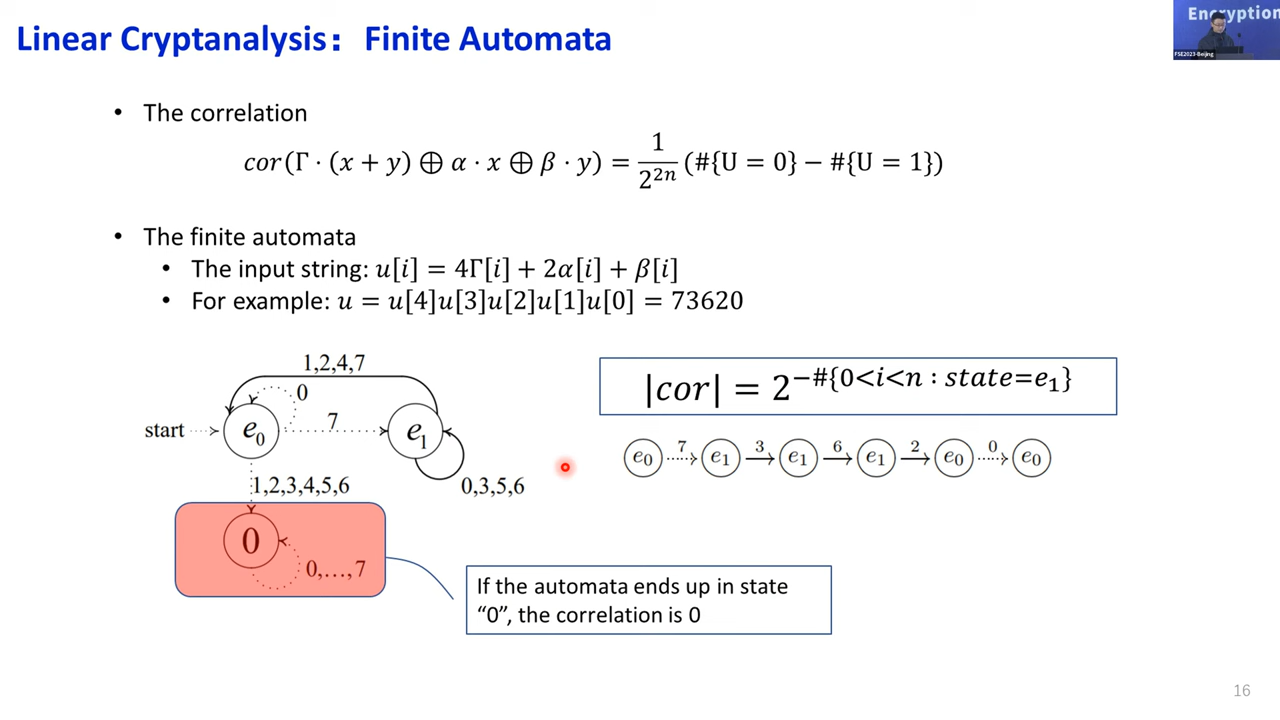 Linear Cryptanalysis: Finite Automata
Encryption
FSE2023-Beijing
• The correlation
cor(Γ · (x + y) ⊕ α · x ⊕ β · y) = 1/2²ⁿ (#{U = 0} − #{U = 1})
• The finite automata
• The input string: u[i] = 4Γ[i] + 2α[i] + β[i]
• For example: u = u[4]u[3]u[2]u[1]u[0] = 73620
1,2,4,7
0
start
e₀
7
e₁
1,2,3,4,5,6
0,3,5,6
0
0,...,7
|cor| = 2^−#{0<i<n : state=e₁}
e₀ 7 e₁ 3 e₁ 6 e₁ 2 e₀ 0 e₀
If the automata ends up in state
“0”, the correlation is 0
16